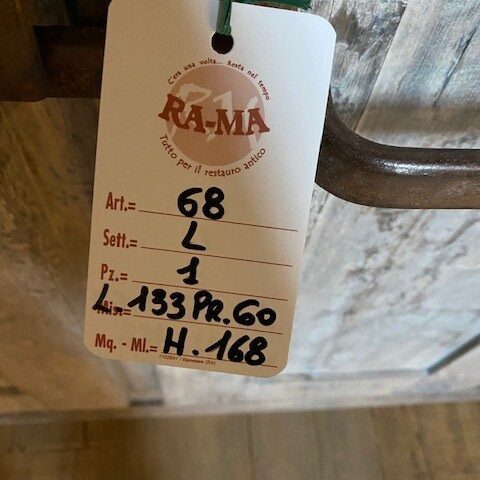 C'era una volta... Resta nel tempo
RA-MA
Tutto per il restauro antico
Art.= 68
Sett.= L
Pz.= 1
Mis.= L.133 PR.60
Mq. - Ml.= H.168